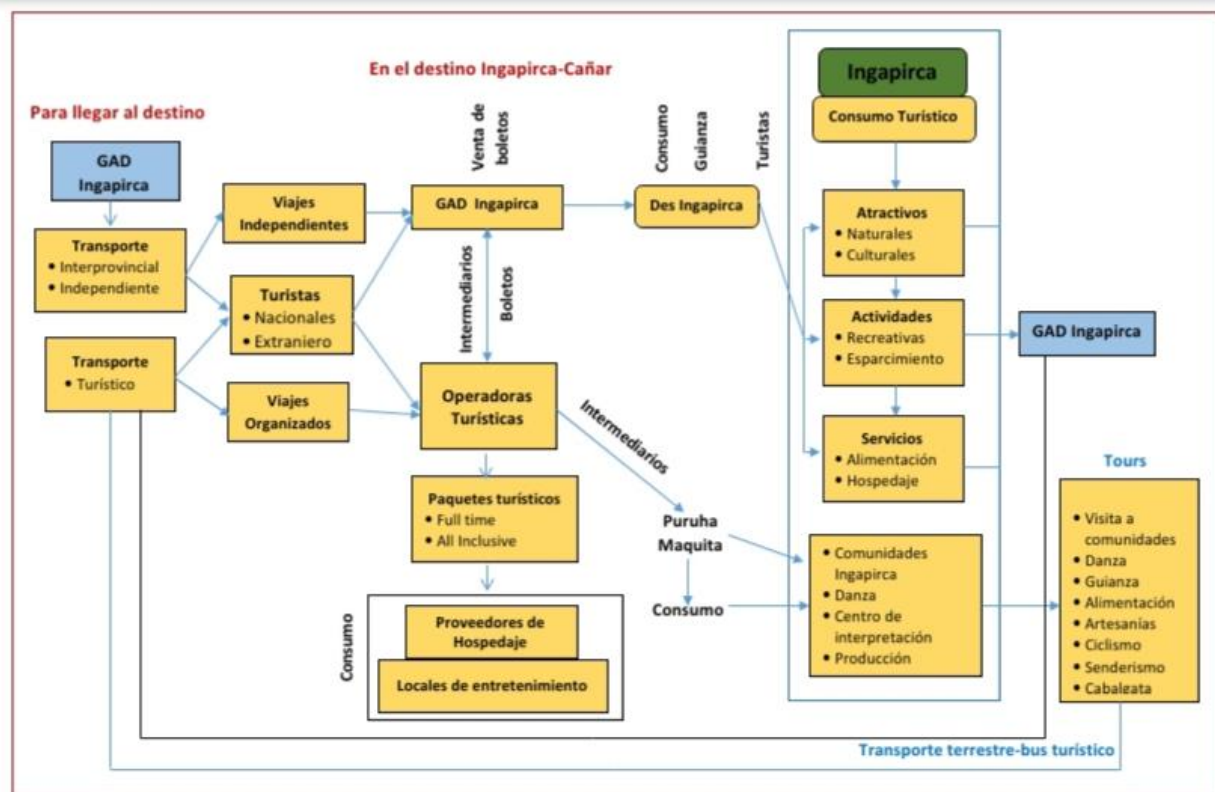 En el destino Ingapirca-Cañar
Para llegar al destino
GAD
Ingapirca
Transporte
• Interprovincial
• Independiente
Transporte
• Turístico
Viajes
Independientes
Turistas
• Nacionales
• Extraniero
Viajes
Organizados
Venta de
boletos
GAD Ingapirca
Intermediarios
Boletos
Operadoras
Turísticas
Paquetes turísticos
• Full time
• All Inclusive
Consumo
Proveedores de
Hospedaje
Locales de entretenimiento
Consumo
Guianza
Turistas
Des Ingapirca
Intermediarios
Puruha
Maquita
Consumo
Ingapirca
Consumo Turístico
Atractivos
• Naturales
• Culturales
Actividades
• Recreativas
• Esparcimiento
Servicios
• Alimentación
• Hospedaje
• Comunidades
Ingapirca
• Danza
• Centro de
interpretación
• Producción
GAD Ingapirca
Tours
• Visita a
comunidades
• Danza
• Guianza
• Alimentación
• Artesanías
• Ciclismo
• Senderismo
• Cabalgata
Transporte terrestre-bus turístico